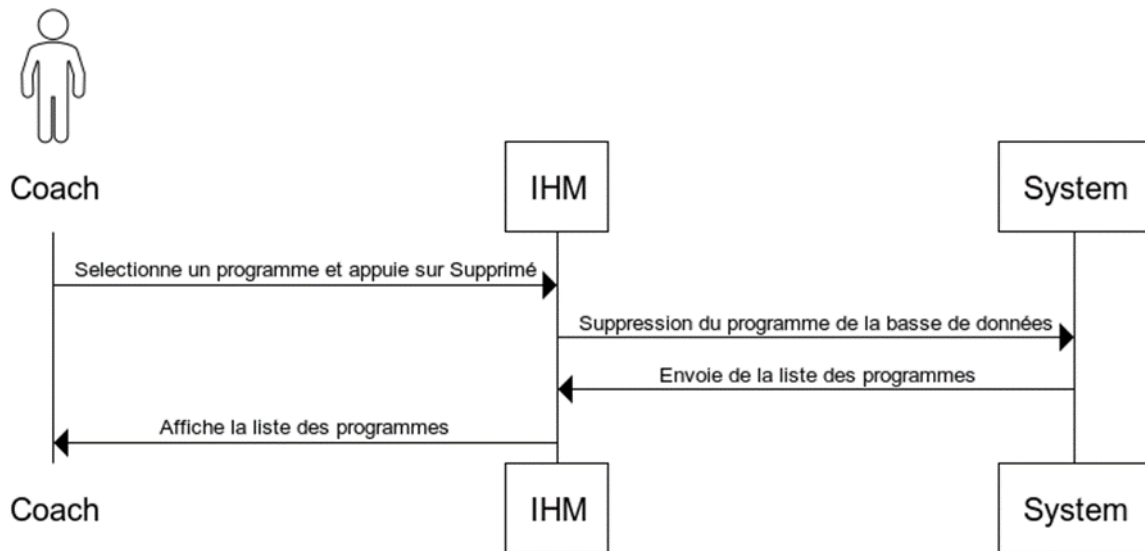 Coach
IHM
System
Selectionne un programme et appuie sur Supprimé
Suppression du programme de la basse de données
Envoie de la liste des programmes
Affiche la liste des programmes
Coach
IHM
System